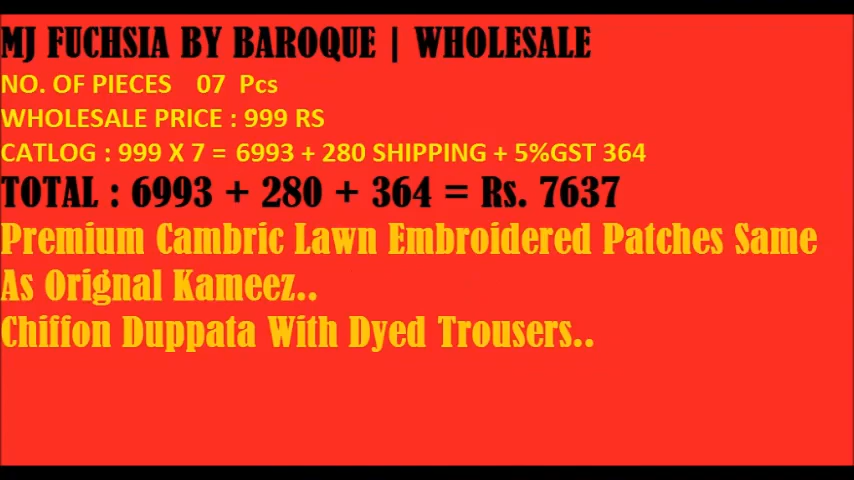 MJ FUCHSIA BY BAROQUE | WHOLESALE
NO. OF PIECES 07 Pcs
WHOLESALE PRICE : 999 RS
CATLOG : 999 X 7 = 6993 + 280 SHIPPING + 5%GST 364
TOTAL : 6993 + 280 + 364 = Rs. 7637
Premium Cambric Lawn Embroidered Patches Same
As Orignal Kameez..
Chiffon Duppata With Dyed Trousers..